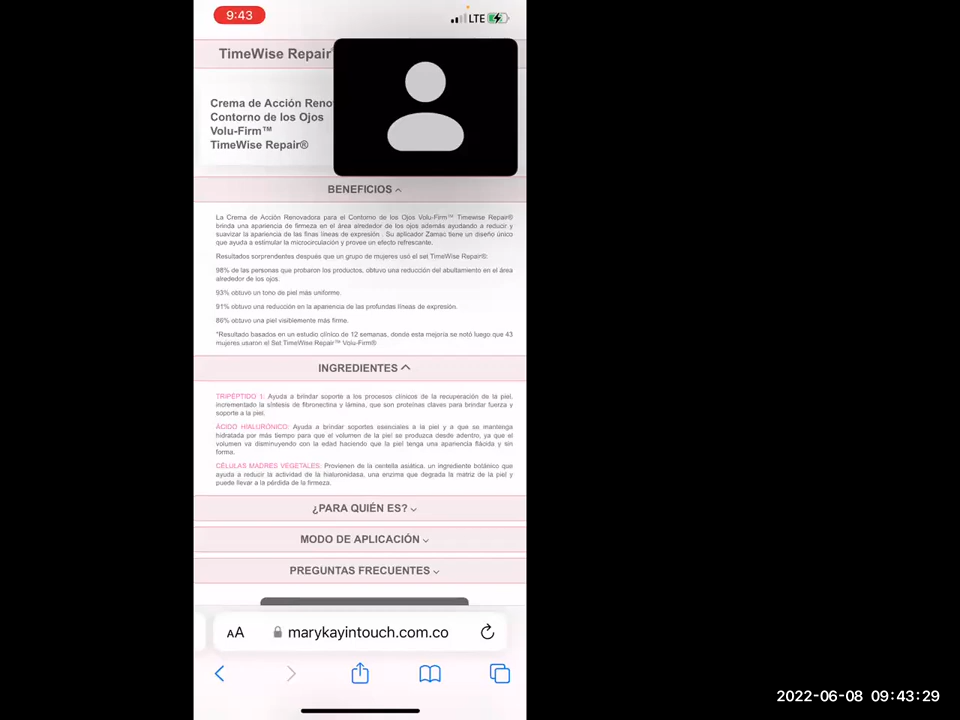 9:43
LTE
TimeWise Repair
Crema de Acción Reno
Contorno de los Ojos
Volu-Firm™
TimeWise Repair®
BENEFICIOS
La Crema de Acción Renovadora para el Contorno de los Ojos Volu-Firm™ Timewise Repair®
brinda una apariencia de firmeza en el área alrededor de los ojos además ayudando a reducir y
suavizar la apariencia de las finas líneas de expresión . Su aplicador Zamac tiene un diseño único
que ayuda a estimular la microcirculación y provee un efecto refrescante.
Resultados sorprendentes después que un grupo de mujeres usó el set TimeWise Repair®:
98% de las personas que probaron los productos, obtuvo una reducción del abultamiento en el área
alrededor de los ojos.
93% obtuvo un tono de piel más uniforme.
91% obtuvo una reducción en la apariencia de las profundas líneas de expresión.
86% obtuvo una piel visiblemente más firme.
*Resultado basados en un estudio clínico de 12 semanas, donde esta mejoría se notó luego que 43
mujeres usaron el Set TimeWise Repair™ Volu-Firm®
INGREDIENTES
TRIPÉPTIDO 1: Ayuda a brindar soporte a los procesos clínicos de la recuperación de la piel,
incrementado la síntesis de fibronectina y lámina, que son proteínas claves para brindar fuerza y
soporte a la piel.
ÁCIDO HIALURÓNICO: Ayuda a brindar soportes esenciales a la piel y a que se mantenga
hidratada por más tiempo para que el volumen de la piel se produzca desde adentro, ya que el
volumen va disminuyendo con la edad haciendo que la piel tenga una apariencia flácida y sin
forma.
CÉLULAS MADRES VEGETALES: Provienen de la centella asiática, un ingrediente botánico que
ayuda a reducir la actividad de la hialuronidasa, una enzima que degrada la matriz de la piel y
puede llevar a la pérdida de la firmeza.
¿PARA QUIÉN ES?
MODO DE APLICACIÓN
PREGUNTAS FRECUENTES
AA marykayintouch.com.co
2022-06-08 09:43:29